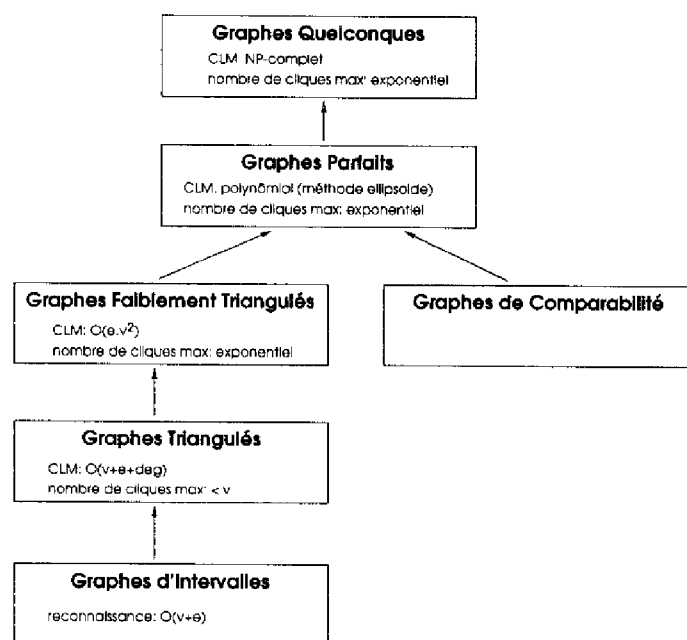 Graphes Quelconques
CLM NP-complet
nombre de cliques max: exponentiel
Graphes Parfaits
CLM: polynômial (méthode ellipsoïde)
nombre de cliques max: exponentiel
Graphes Faiblement Triangulés
CLM: O(e.v²)
nombre de cliques max: exponentiel
Graphes de Comparabilité
Graphes Triangulés
CLM: O(v+e+deg)
nombre de cliques max: < v
Graphes d'Intervalles
reconnaissance: O(v+e)